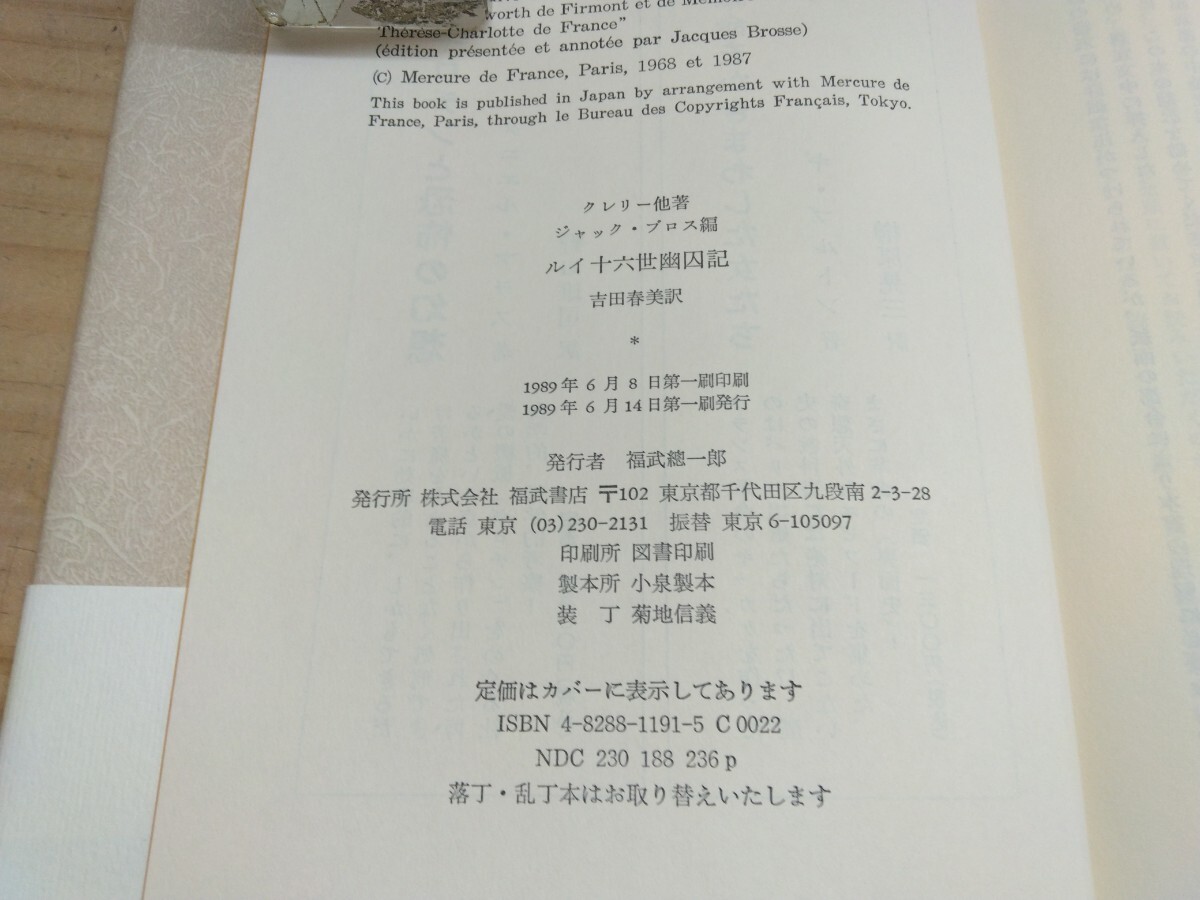 worth de Firmont et de
Thérèse-Charlotte de France”
(édition présentée et annotée par Jacques Brosse)
(C) Mercure de France, Paris, 1968 et 1987
This book is published in Japan by arrangement with Mercure de
France, Paris, through le Bureau des Copyrights Français, Tokyo.
クレリー他著
ジャック・ブロス編
ルイ十六世幽囚記
吉田春美訳
*
1989年 6 月 8 日第一刷印刷
1989年 6 月14日第一刷発行
発行者 福武總一郎
発行所 株式会社 福武書店 〒102 東京都千代田区九段南2-3-28
電話 東京 (03)230-2131 振替 東京6-105097
印刷所 図書印刷
製本所 小泉製本
装 丁 菊地信義
定価はカバーに表示してあります
ISBN 4-8288-1191-5 C0022
NDC 230 188 236p
落丁・乱丁本はお取り替えいたします